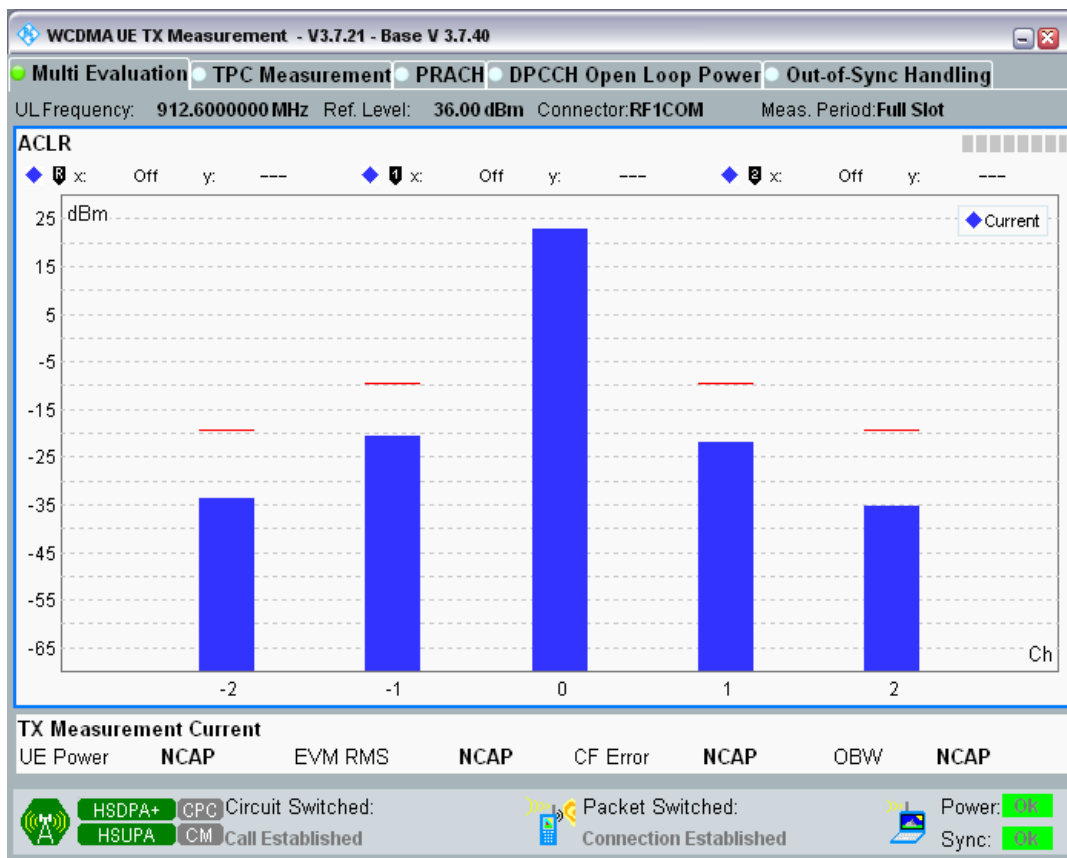 WCDMA UE TX Measurement - V3.7.21 - Base V 3.7.40
Multi Evaluation TPC Measurement PRACH DPCCH Open Loop Power Out-of-Sync Handling
UL Frequency: 912.6000000 MHz Ref. Level: 36.00 dBm Connector:RF1COM Meas. Period:Full Slot
ACLR
R x: Off y: --- 1 x: Off y: --- 2 x: Off y: ---
dBm
Current
25
15
5
-5
-15
-25
-35
-45
-55
-65
Ch
-2 -1 0 1 2
TX Measurement Current
UE Power NCAP EVM RMS NCAP CF Error NCAP OBW NCAP
HSDPA+ CPC Circuit Switched: Packet Switched: Power: Ok
HSUPA CM Call Established Connection Established Sync: Ok